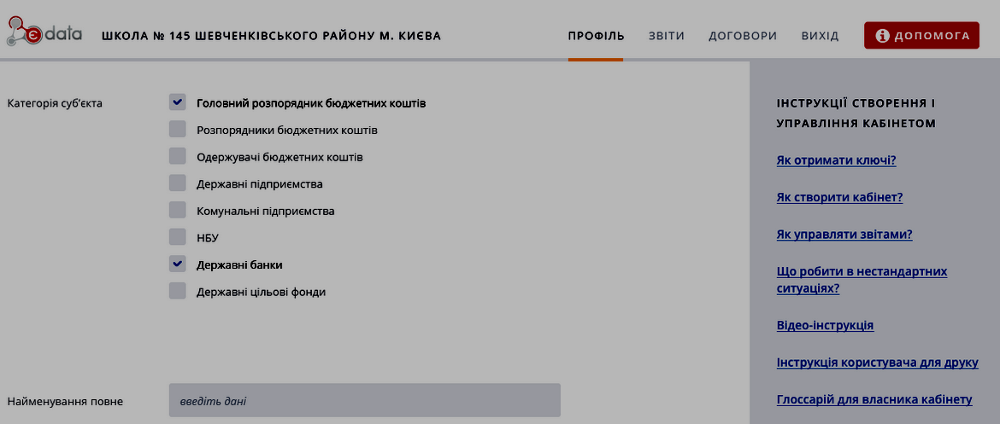 є data
ШКОЛА № 145 ШЕВЧЕНКІВСЬКОГО РАЙОНУ М. КИЄВА
ПРОФІЛЬ
ЗВІТИ
ДОГОВОРИ
ВИХІД
ДОПОМОГА
Категорія суб'єкта
Головний розпорядник бюджетних коштів
Розпорядники бюджетних коштів
Одержувачі бюджетних коштів
Державні підприємства
Комунальні підприємства
НБУ
Державні банки
Державні цільові фонди
Найменування повне
введіть дані
ІНСТРУКЦІЇ СТВОРЕННЯ І
УПРАВЛІННЯ КАБІНЕТОМ
Як отримати ключі?
Як створити кабінет?
Як управляти звітами?
Що робити в нестандартних
ситуаціях?
Відео-інструкція
Інструкція користувача для друку
Глоссарій для власника кабінету